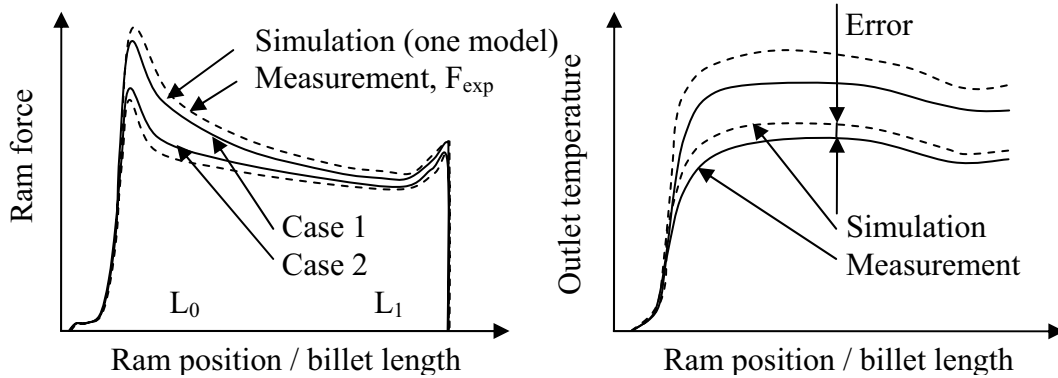 Ram force
Simulation (one model)
Measurement, F_exp
Case 1
Case 2
L₀
L₁
Ram position / billet length
Outlet temperature
Error
Simulation
Measurement
Ram position / billet length